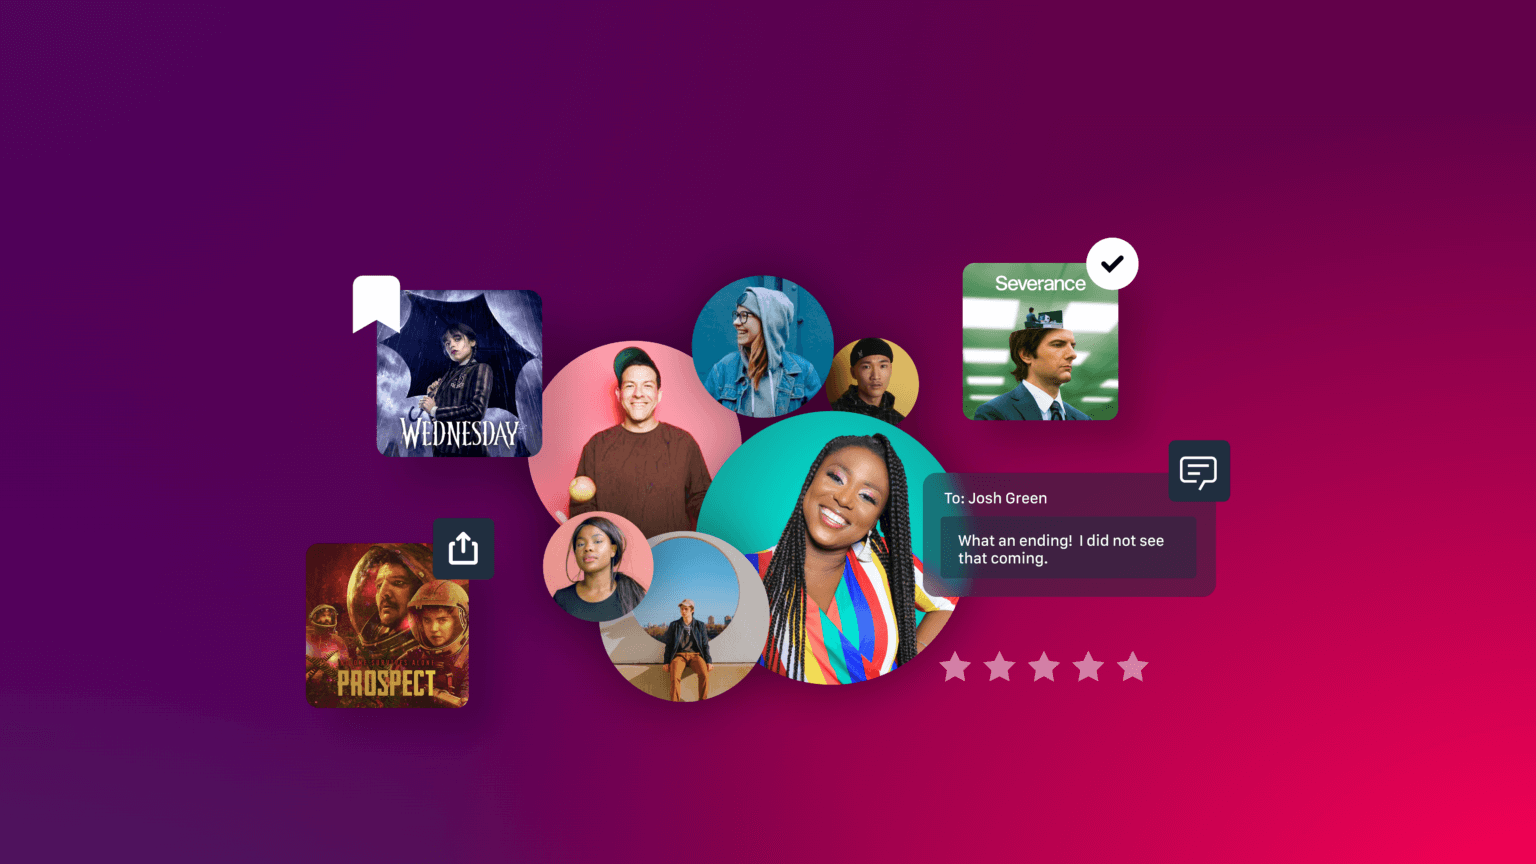 Severance
WEDNESDAY
To: Josh Green
What an ending! I did not see
that coming.
PROSPECT